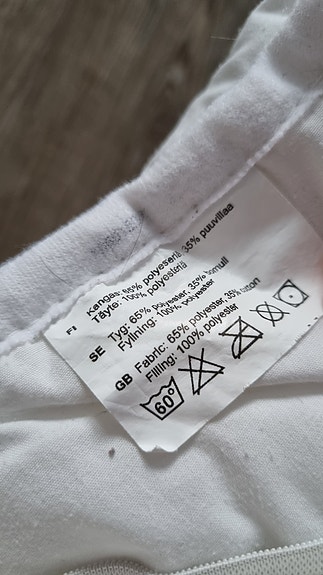 FI Kangas: 65% polyesteriä, 35% puuvillaa
Täyte: 100% polyesteriä
SE Tyg: 65% polyester, 35% bomull
Fyllning: 100% polyester
GB Fabric: 65% polyester, 35% cotton
Filling: 100% polyester
60°